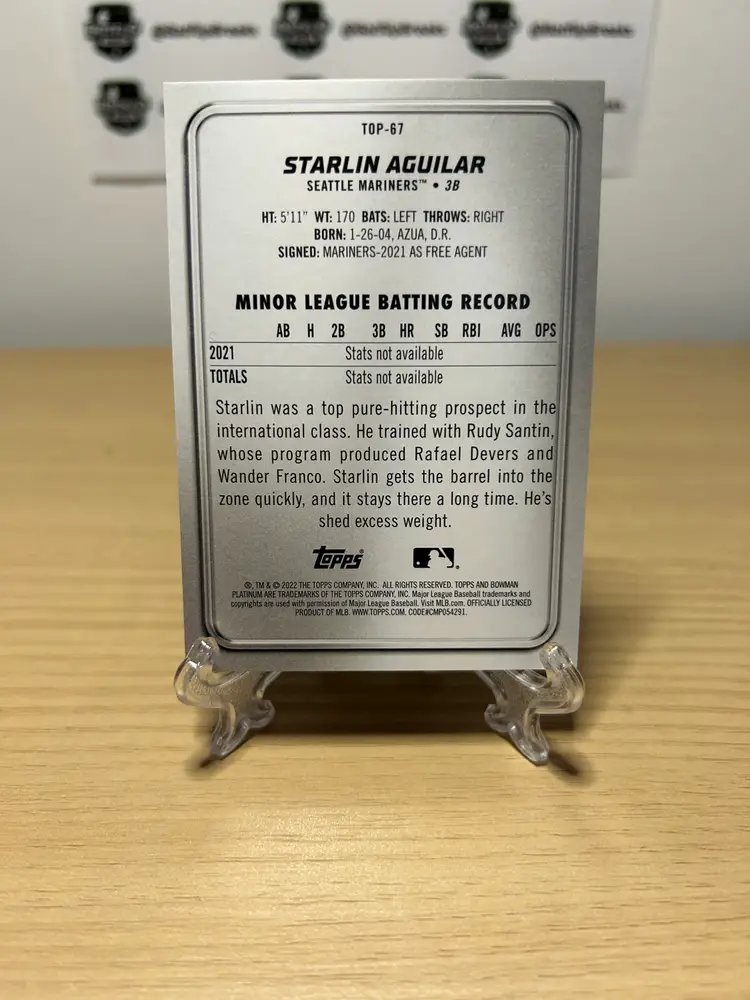 TOP-67
STARLIN AGUILAR
SEATTLE MARINERS™ • 3B
HT: 5'11" WT: 170 BATS: LEFT THROWS: RIGHT
BORN: 1-26-04, AZUA, D.R.
SIGNED: MARINERS-2021 AS FREE AGENT
MINOR LEAGUE BATTING RECORD
AB H 2B 3B HR SB RBI AVG OPS
2021 Stats not available
TOTALS Stats not available
Starlin was a top pure-hitting prospect in the
international class. He trained with Rudy Santin,
whose program produced Rafael Devers and
Wander Franco. Starlin gets the barrel into the
zone quickly, and it stays there a long time. He's
shed excess weight.
Topps®
®, TM & © 2022 THE TOPPS COMPANY, INC. ALL RIGHTS RESERVED. TOPPS AND BOWMAN
PLATINUM ARE TRADEMARKS OF THE TOPPS COMPANY, INC. Major League Baseball trademarks and
copyrights are used with permission of Major League Baseball. Visit MLB.com. OFFICIALLY LICENSED
PRODUCT OF MLB. WWW.TOPPS.COM. CODE#CMP054291.